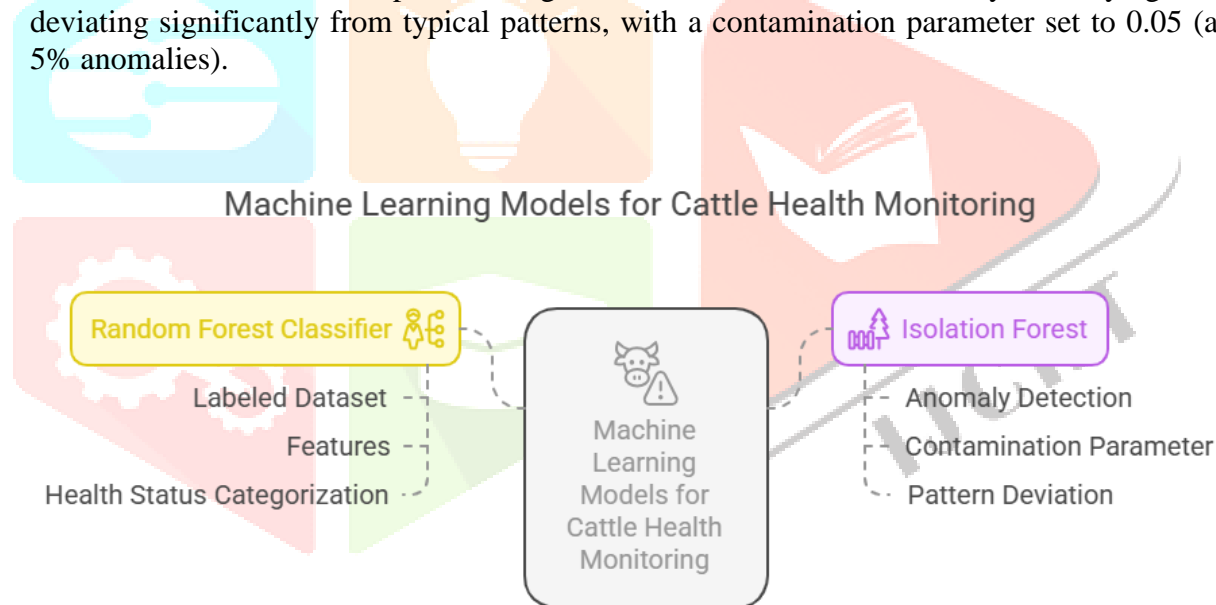 deviating significantly from typical patterns, with a contamination parameter set to 0.05 (a
5% anomalies).
Machine Learning Models for Cattle Health Monitoring
Random Forest Classifier
Labeled Dataset
Features
Health Status Categorization
Machine
Learning
Models for
Cattle Health
Monitoring
Isolation Forest
Anomaly Detection
Contamination Parameter
Pattern Deviation